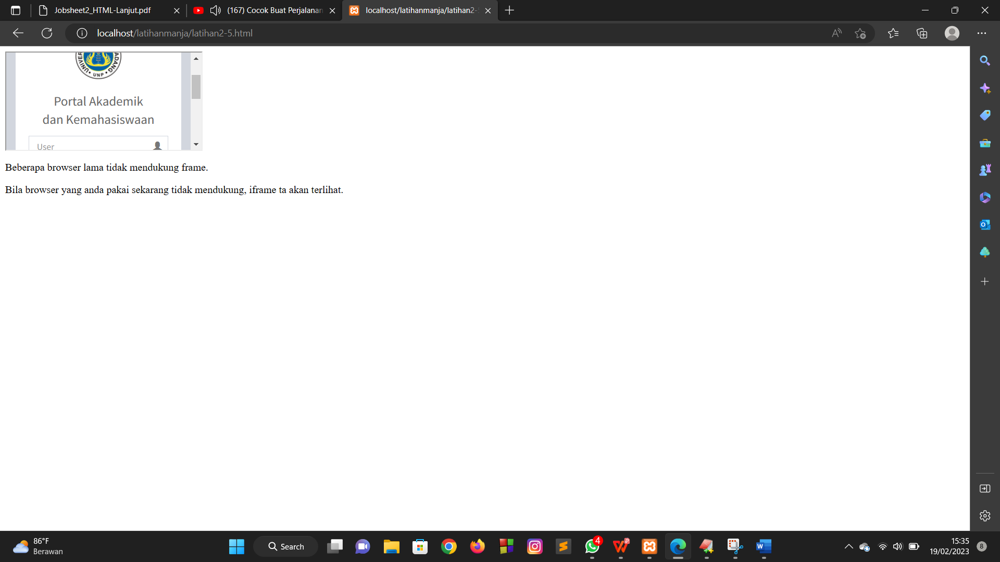 Jobsheet2_HTML-Lanjut.pdf
(167) Cocok Buat Perjalanan
localhost/latihanmanja/latihan2-
localhost/latihanmanja/latihan2-5.html
UNP
Portal Akademik
dan Kemahasiswaan
User
Beberapa browser lama tidak mendukung frame.
Bila browser yang anda pakai sekarang tidak mendukung, iframe ta akan terlihat.
86°F
Berawan
Search
4
15:35
19/02/2023
8